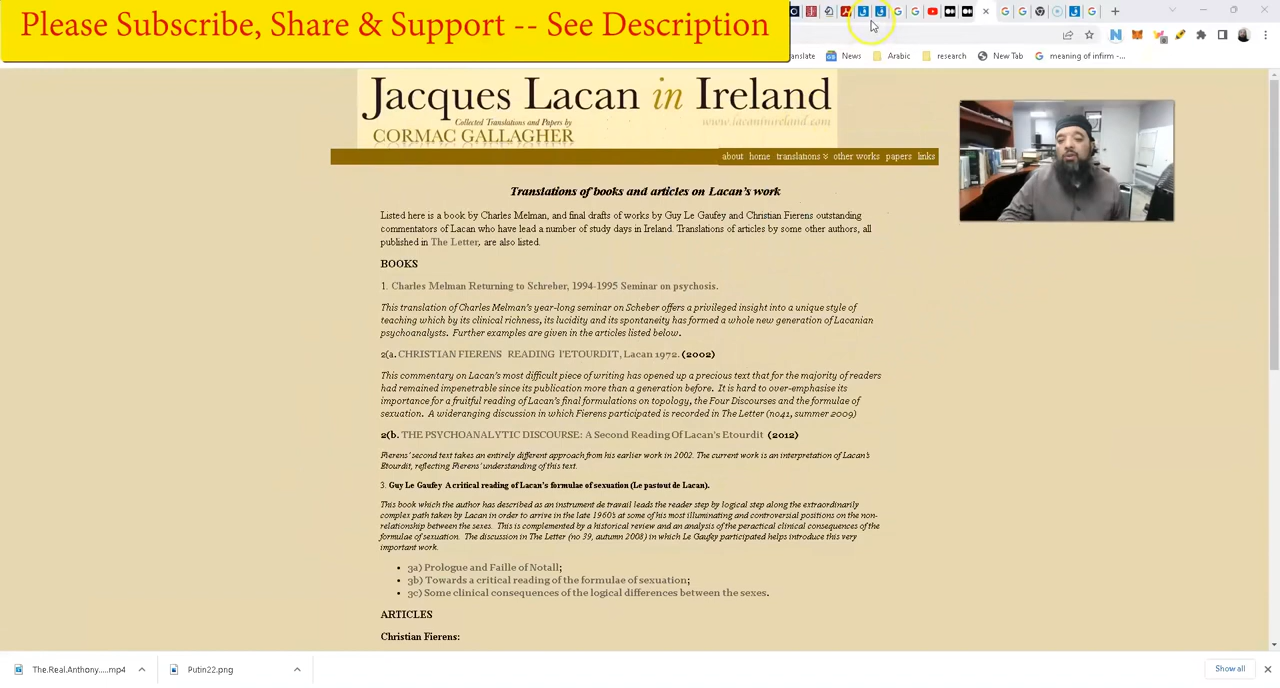 Please Subscribe, Share & Support -- See Description
anslate
News
Arabic
research
New Tab
meaning of infirm -...
Jacques Lacan in Ireland
Collected Translations and Papers by
www.lacaninireland.com
CORMAC GALLAGHER
about home translations other works papers links
Translations of books and articles on Lacan's work
Listed here is a book by Charles Melman, and final drafts of works by Guy Le Gaufey and Christian Fierens outstanding
commentators of Lacan who have lead a number of study days in Ireland. Translations of articles by some other authors, all
published in The Letter, are also listed.
BOOKS
1. Charles Melman Returning to Schreber, 1994-1995 Seminar on psychosis.
This translation of Charles Melman's year-long seminar on Scheber offers a privileged insight into a unique style of
teaching which by its clinical richness, its lucidity and its spontaneity has formed a whole new generation of Lacanian
psychoanalysts. Further examples are given in the articles listed below.
2(a. CHRISTIAN FIERENS READING l'ETOURDIT, Lacan 1972. (2002)
This commentary on Lacan's most difficult piece of writing has opened up a precious text that for the majority of readers
had remained impenetrable since its publication more than a generation before. It is hard to over-emphasise its
importance for a fruitful reading of Lacan's final formulations on topology, the Four Discourses and the formulae of
sexuation. A wideranging discussion in which Fierens participated is recorded in The Letter (no41, summer 2009)
2(b. THE PSYCHOANALYTIC DISCOURSE: A Second Reading Of Lacan's Etourdit (2012)
Fierens' second text takes an entirely different approach from his earlier work in 2002. The current work is an interpretation of Lacan's
Etourdit, reflecting Fierens' understanding of this text.
3. Guy Le Gaufey A critical reading of Lacan's formulae of sexuation (Le pastout de Lacan).
This book which the author has described as an instrument de travail leads the reader step by logical step along the extraordinarily
complex path taken by Lacan in order to arrive in the late 1960's at some of his most illuminating and controversial positions on the non-
relationship between the sexes. This is complemented by a historical review and an analysis of the peractical clinical consequences of the
formulae of sexuation. The discussion in The Letter (no 39, autumn 2008) in which Le Gaufey participated helps introduce this very
important work.
3a) Prologue and Faille of Notall;
3b) Towards a critical reading of the formulae of sexuation;
3c) Some clinical consequences of the logical differences between the sexes.
ARTICLES
Christian Fierens:
The.Real.Anthony.....mp4
Putin22.png
Show all